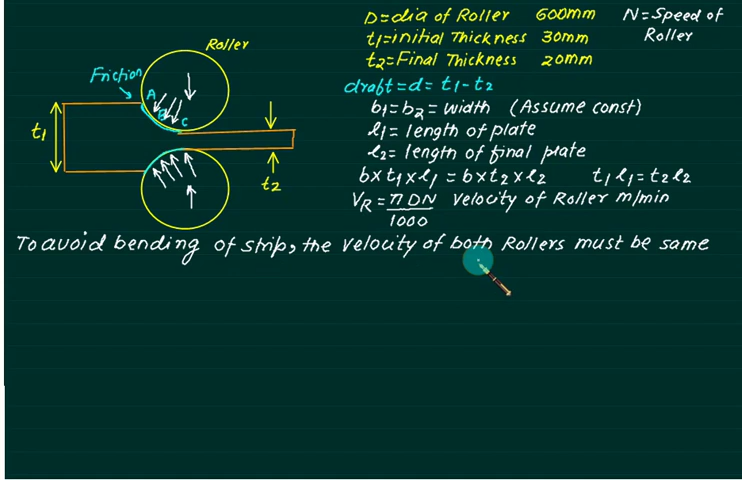 D=dia of Roller 600mm N=Speed of
Roller
t1=initial Thickness 30mm
t2=Final Thickness 20mm
draft=d= t1-t2
b1=b2=width (Assume const)
l1= length of plate
l2= length of final plate
b×t1×l1=b×t2×l2 t1l1=t2l2
VR=πDN/1000 Velocity of Roller m/min
Roller
Friction
A
B
C
t1
t2
To avoid bending of strip, the velocity of both Rollers must be same